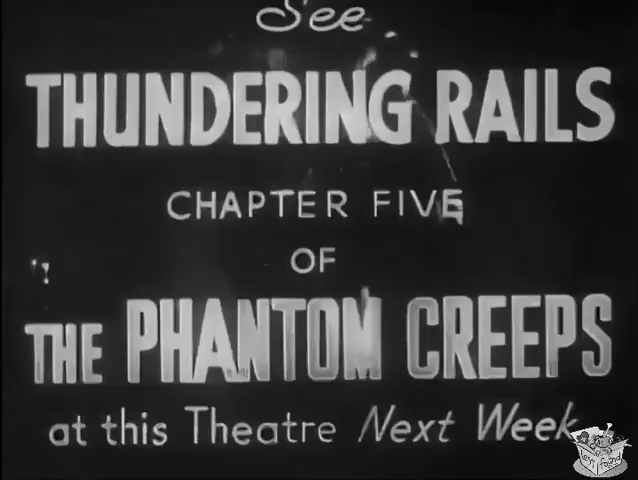 See
THUNDERING RAILS
CHAPTER FIVE
OF
THE PHANTOM CREEPS
at this Theatre Next Week